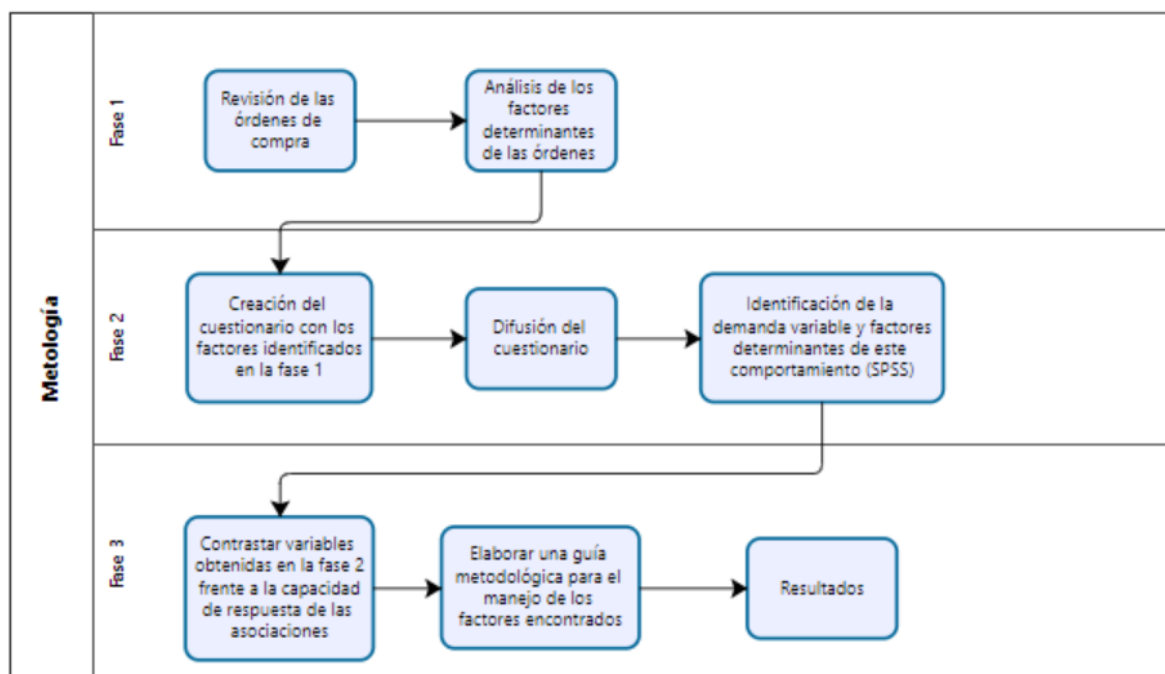 Metología
Fase 1
Revisión de las
órdenes de
compra
Análisis de los
factores
determinantes
de las órdenes
Fase 2
Creación del
cuestionario con los
factores identificados
en la fase 1
Difusión del
cuestionario
Identificación de la
demanda variable y factores
determinantes de este
comportamiento (SPSS)
Fase 3
Contrastar variables
obtenidas en la fase 2
frente a la capacidad
de respuesta de las
asociaciones
Elaborar una guía
metodológica para el
manejo de los
factores encontrados
Resultados